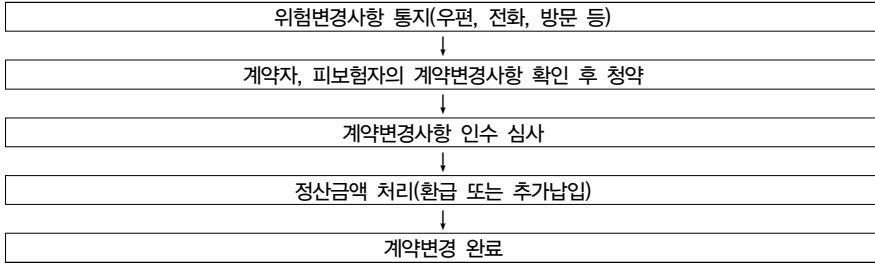 위험변경사항 통지(우편, 전화, 방문 등)
계약자, 피보험자의 계약변경사항 확인 후 청약
계약변경사항 인수 심사
정산금액 처리(환급 또는 추가납입)
계약변경 완료